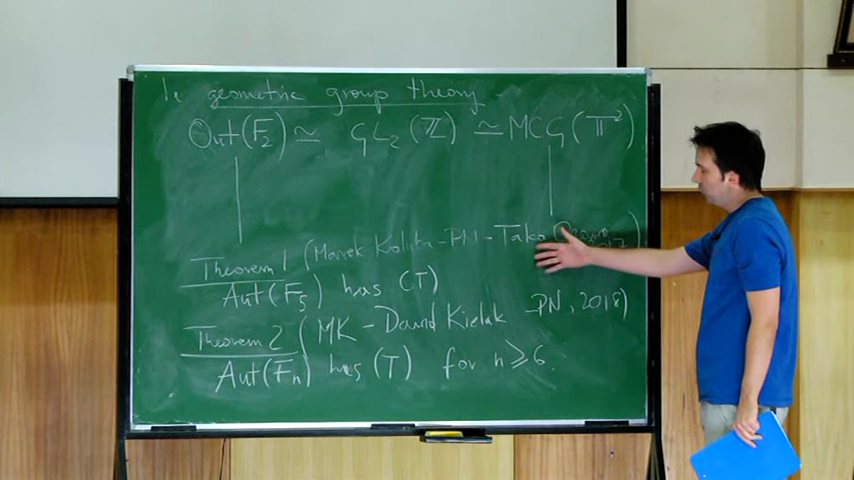 In geometric group theory
Out(F₂) ≃ GL₂(ℤ) ≃ MCG(𝕋²)
Theorem 1 (Marek Kaluba-PN-Taka
Aut(F₅) has (T)
Theorem 2 (MK - Dawid Kielak - PN, 2018)
Aut(Fₙ) has (T) for n ⩾ 6.